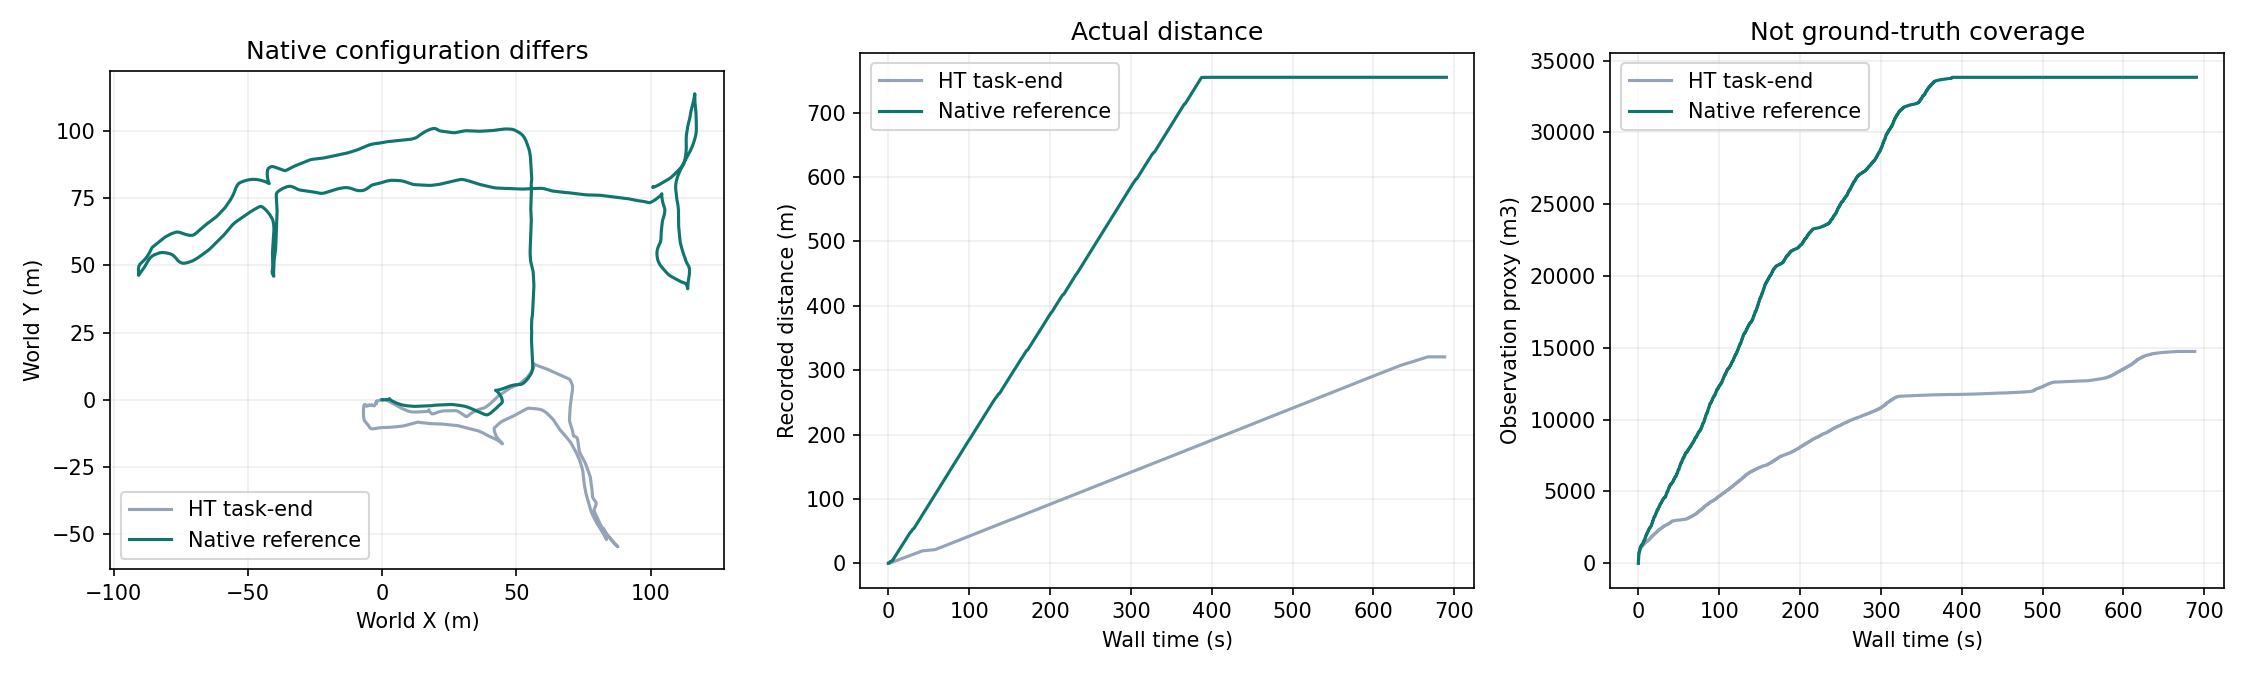 Native configuration differs
World Y (m)
100
75
50
25
0
−25
−50
HT task-end
Native reference
−100
−50
0
50
100
World X (m)
Actual distance
Recorded distance (m)
700
600
500
400
300
200
100
0
HT task-end
Native reference
0
100
200
300
400
500
600
700
Wall time (s)
Not ground-truth coverage
Observation proxy (m3)
35000
30000
25000
20000
15000
10000
5000
0
HT task-end
Native reference
0
100
200
300
400
500
600
700
Wall time (s)